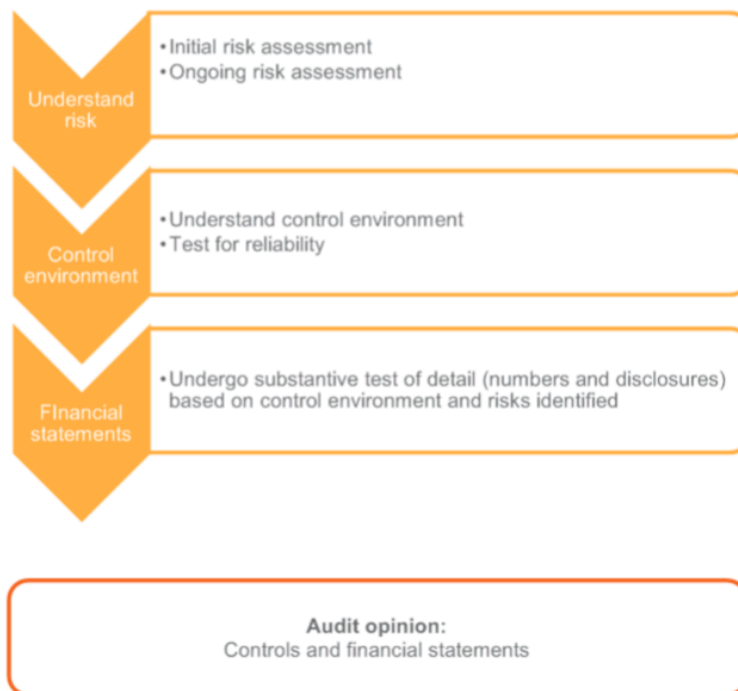 • Initial risk assessment
• Ongoing risk assessment
Understand
risk
• Understand control environment
• Test for reliability
Control
environment
• Undergo substantive test of detail (numbers and disclosures)
based on control environment and risks identified
FInancial
statements
Audit opinion:
Controls and financial statements